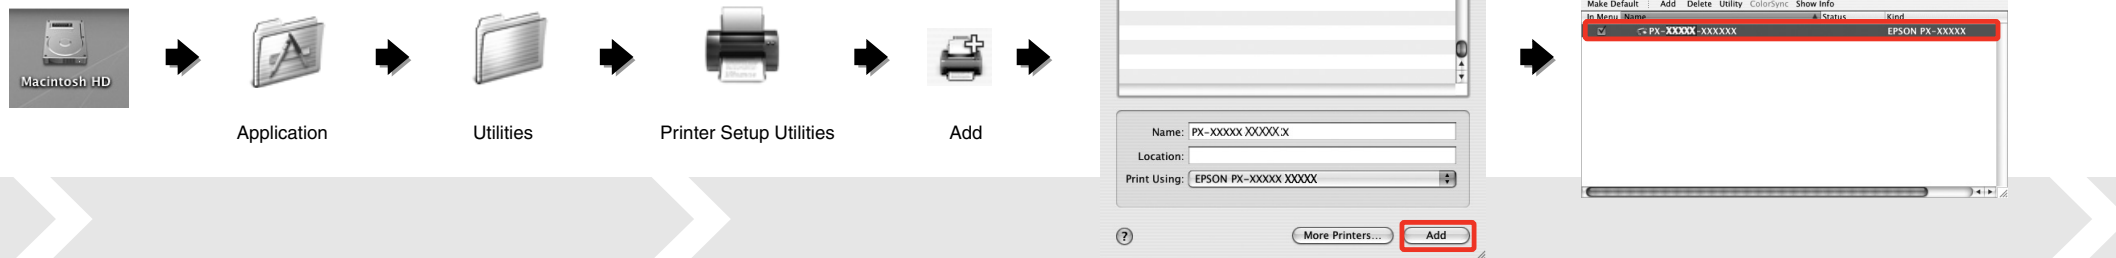 Macintosh HD
Application
Utilities
Printer Setup Utilities
Add
Name: PX-XXXXX XXXXX:X
Location:
Print Using: EPSON PX-XXXXX XXXXX
?
More Printers...
Add
Make Default Add Delete Utility ColorSync Show Info
In Menu Name Status Kind
PX-XXXXX-XXXXXX EPSON PX-XXXXX